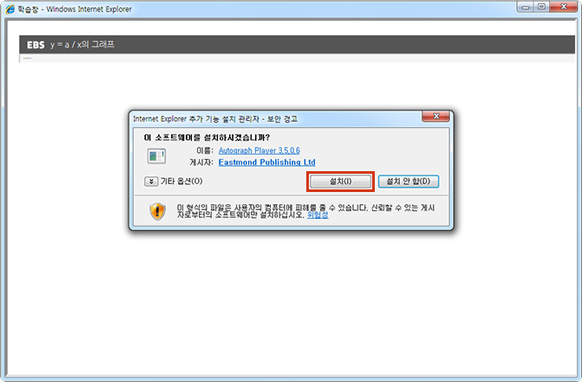 학습창 - Windows Internet Explorer
EBS y = a / x의 그래프
Internet Explorer 추가 기능 설치 관리자 - 보안 경고
이 소프트웨어를 설치하시겠습니까?
이름: Autograph Player 3,5,0,6
게시자: Eastmond Publishing Ltd
기타 옵션(O) 설치(I) 설치 안 함(D)
이 형식의 파일은 사용자의 컴퓨터에 피해를 줄 수 있습니다. 신뢰할 수 있는 게시
자로부터의 소프트웨어만 설치하십시오. 위험성